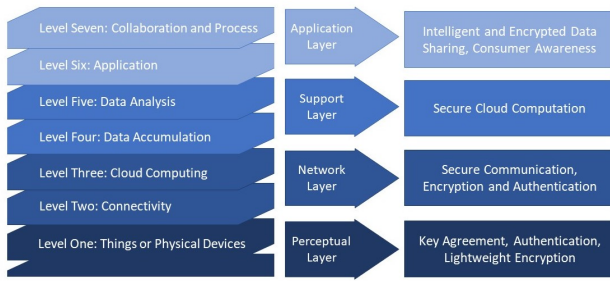 Level Seven: Collaboration and Process
Level Six: Application
Application
Layer
Intelligent and Encrypted Data
Sharing, Consumer Awareness
Level Five: Data Analysis
Level Four: Data Accumulation
Support
Layer
Secure Cloud Computation
Level Three: Cloud Computing
Level Two: Connectivity
Network
Layer
Secure Communication,
Encryption and Authentication
Level One: Things or Physical Devices
Perceptual
Layer
Key Agreement, Authentication,
Lightweight Encryption